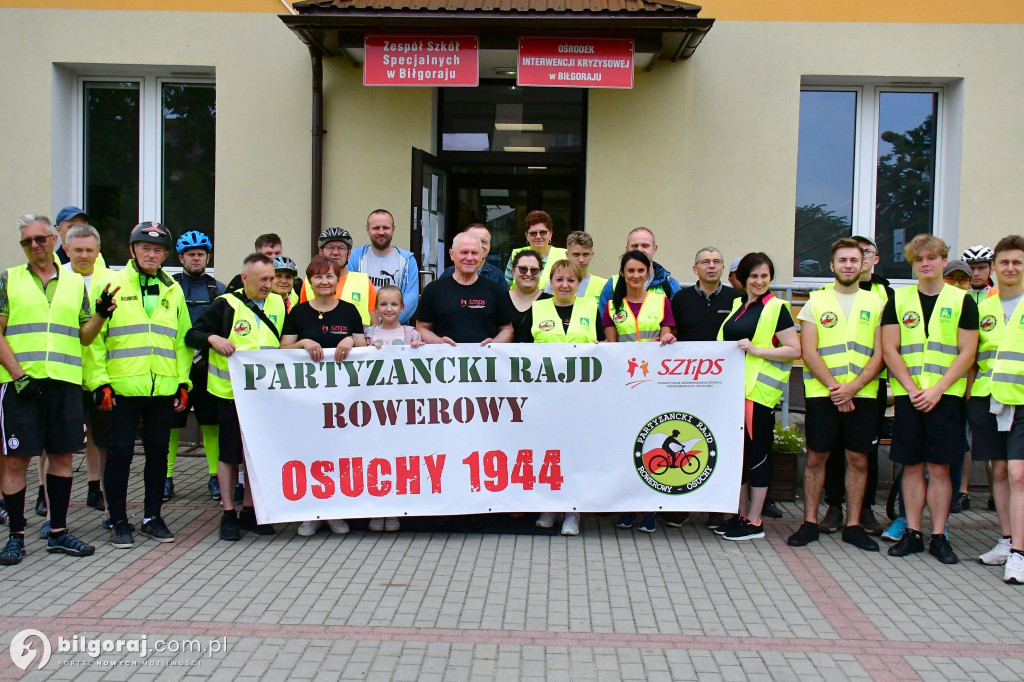 Zespół Szkół
Specjalnych
w Biłgoraju
OŚRODEK
INTERWENCJI KRYZYSOWEJ
w BIŁGORAJU
PARTYZANCKI RAJD
ROWEROWY
OSUCHY 1944
SZRPS
PARTYZANCKI RAJD
ROWEROWY - OSUCHY
bilgoraj.com.pl
PORTAL NOWYCH MOŻLIWOŚCI